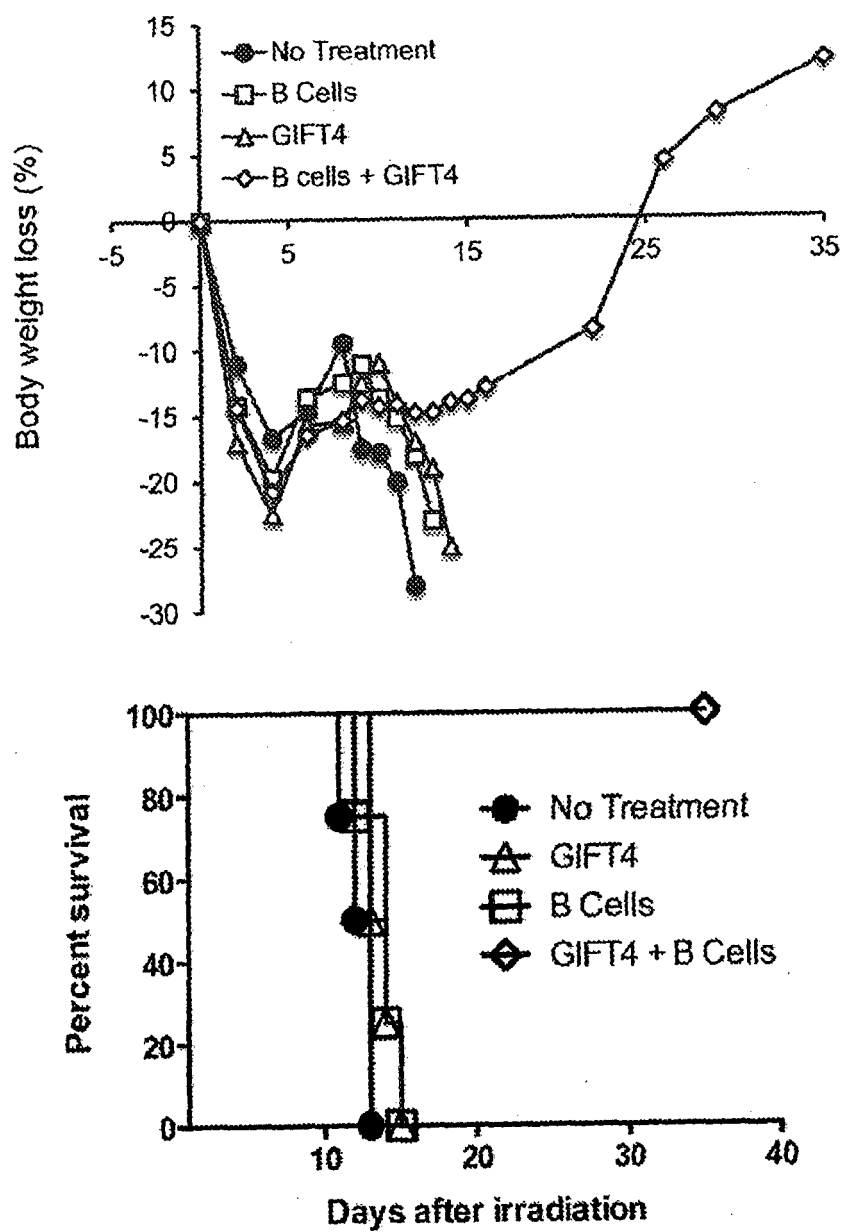 15
No Treatment
B Cells
GIFT4
B cells + GIFT4
10
5
0
-5
5
15
25
35
-5
-10
-15
-20
-25
-30
Body weight loss (%)
100
80
60
40
20
0
Percent survival
No Treatment
GIFT4
B Cells
GIFT4 + B Cells
10
20
30
40
Days after irradiation